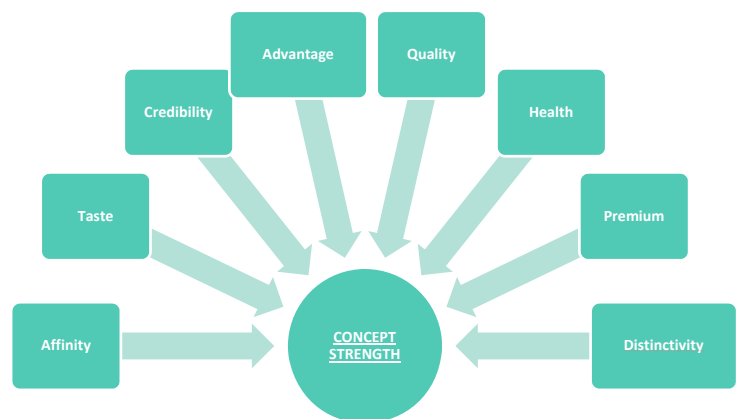 Advantage
Quality
Credibility
Health
Taste
Premium
Affinity
CONCEPT
STRENGTH
Distinctivity